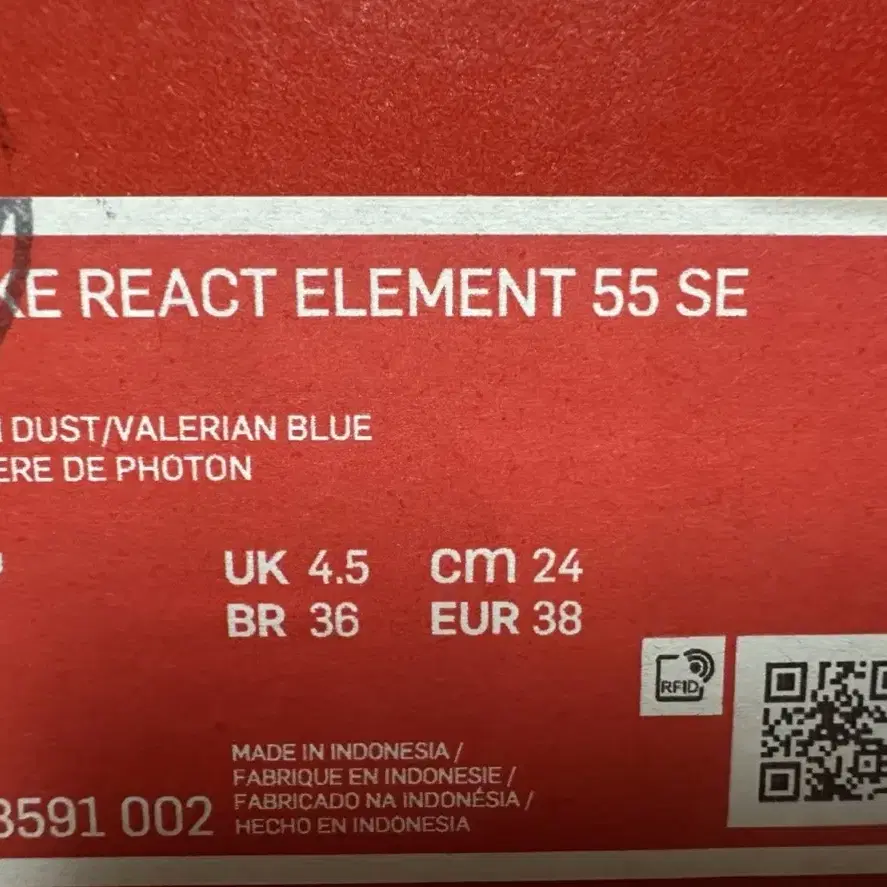 KE REACT ELEMENT 55 SE
DUST/VALERIAN BLUE
ERE DE PHOTON
UK 4.5 cm 24
BR 36 EUR 38
RFID
MADE IN INDONESIA /
FABRIQUE EN INDONESIE /
FABRICADO NA INDONÉSIA /
HECHO EN INDONESIA
8591 002